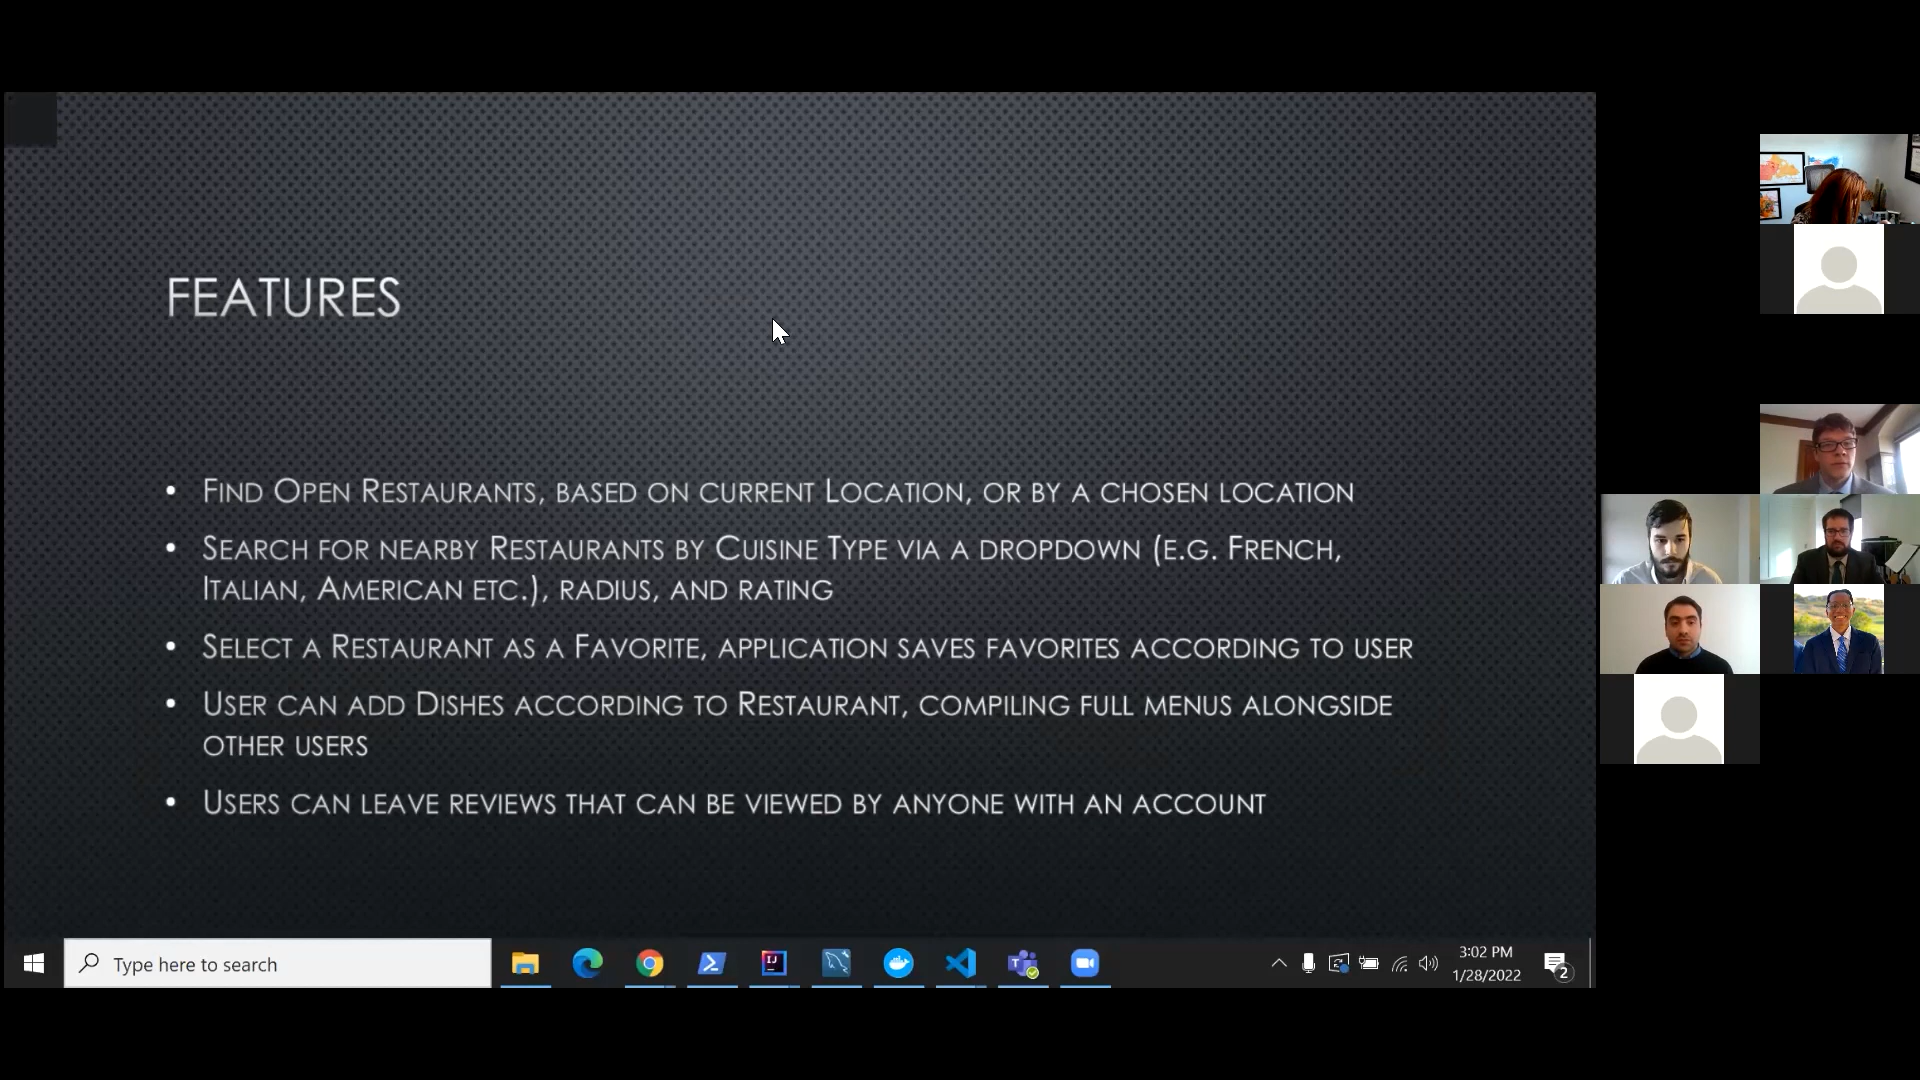 FEATURES
• FIND OPEN RESTAURANTS, BASED ON CURRENT LOCATION, OR BY A CHOSEN LOCATION
• SEARCH FOR NEARBY RESTAURANTS BY CUISINE TYPE VIA A DROPDOWN (E.G. FRENCH,
ITALIAN, AMERICAN ETC.), RADIUS, AND RATING
• SELECT A RESTAURANT AS A FAVORITE, APPLICATION SAVES FAVORITES ACCORDING TO USER
• USER CAN ADD DISHES ACCORDING TO RESTAURANT, COMPILING FULL MENUS ALONGSIDE
OTHER USERS
• USERS CAN LEAVE REVIEWS THAT CAN BE VIEWED BY ANYONE WITH AN ACCOUNT
Type here to search
IJ
T
3:02 PM
1/28/2022
2